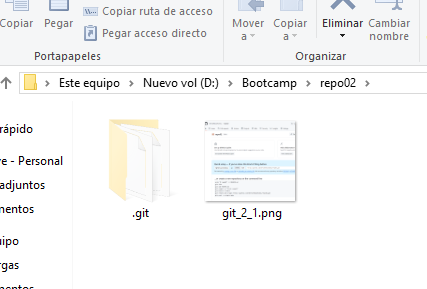 Copiar
Pegar
Copiar ruta de acceso
Pegar acceso directo
Mover
a
Copiar
a
Eliminar
Cambiar
nombre
Portapapeles
Organizar
Este equipo
Nuevo vol (D:)
Bootcamp
repo02
rápido
ve - Personal
adjuntos
mentos
uipo
rgas
mentos
.git
git_2_1.png